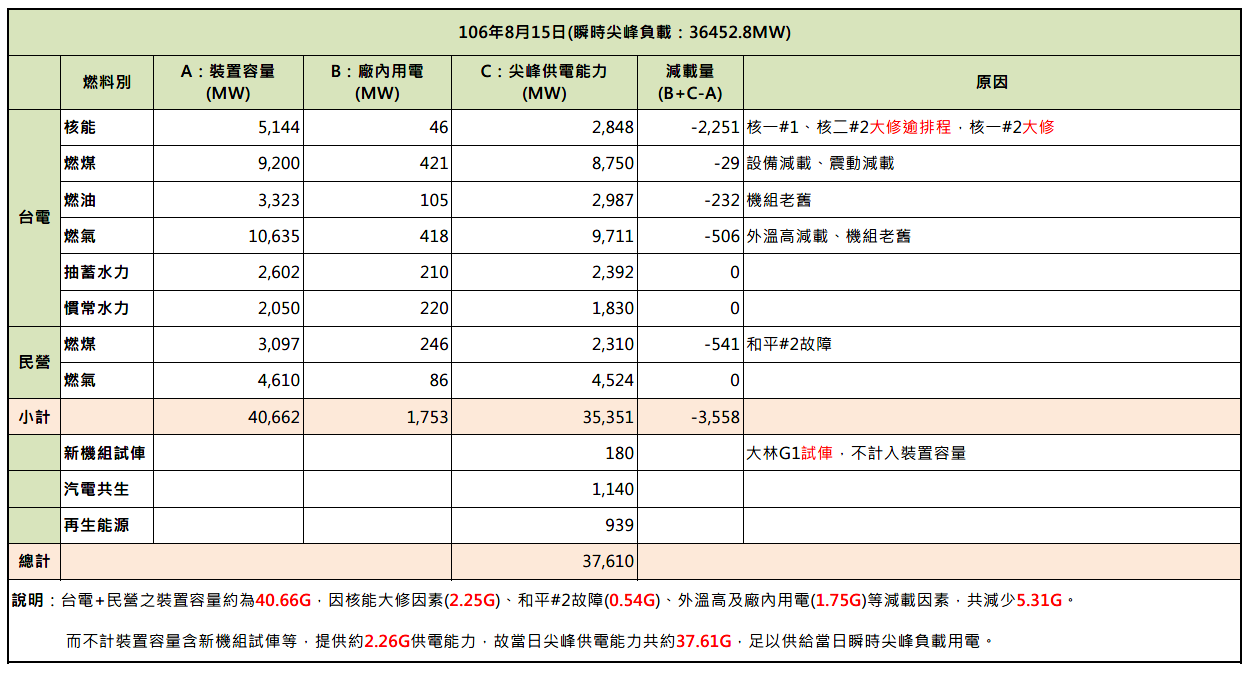 106年8月15日(瞬時尖峰負載：36452.8MW)
燃料別 A：裝置容量 (MW) B：廠內用電 (MW) C：尖峰供電能力 (MW) 減載量 (B+C-A) 原因
台電
核能 5,144 46 2,848 -2,251 核一#1、核二#2大修逾排程，核一#2大修
燃煤 9,200 421 8,750 -29 設備減載、震動減載
燃油 3,323 105 2,987 -232 機組老舊
燃氣 10,635 418 9,711 -506 外溫高減載、機組老舊
抽蓄水力 2,602 210 2,392 0
慣常水力 2,050 220 1,830 0
民營
燃煤 3,097 246 2,310 -541 和平#2故障
燃氣 4,610 86 4,524 0
小計 40,662 1,753 35,351 -3,558
新機組試俥 180 大林G1試俥，不計入裝置容量
汽電共生 1,140
再生能源 939
總計 37,610
說明：台電+民營之裝置容量約為40.66G，因核能大修因素(2.25G)、和平#2故障(0.54G)、外溫高及廠內用電(1.75G)等減載因素，共減少5.31G。
而不計裝置容量含新機組試俥等，提供約2.26G供電能力，故當日尖峰供電能力共約37.61G，足以供給當日瞬時尖峰負載用電。